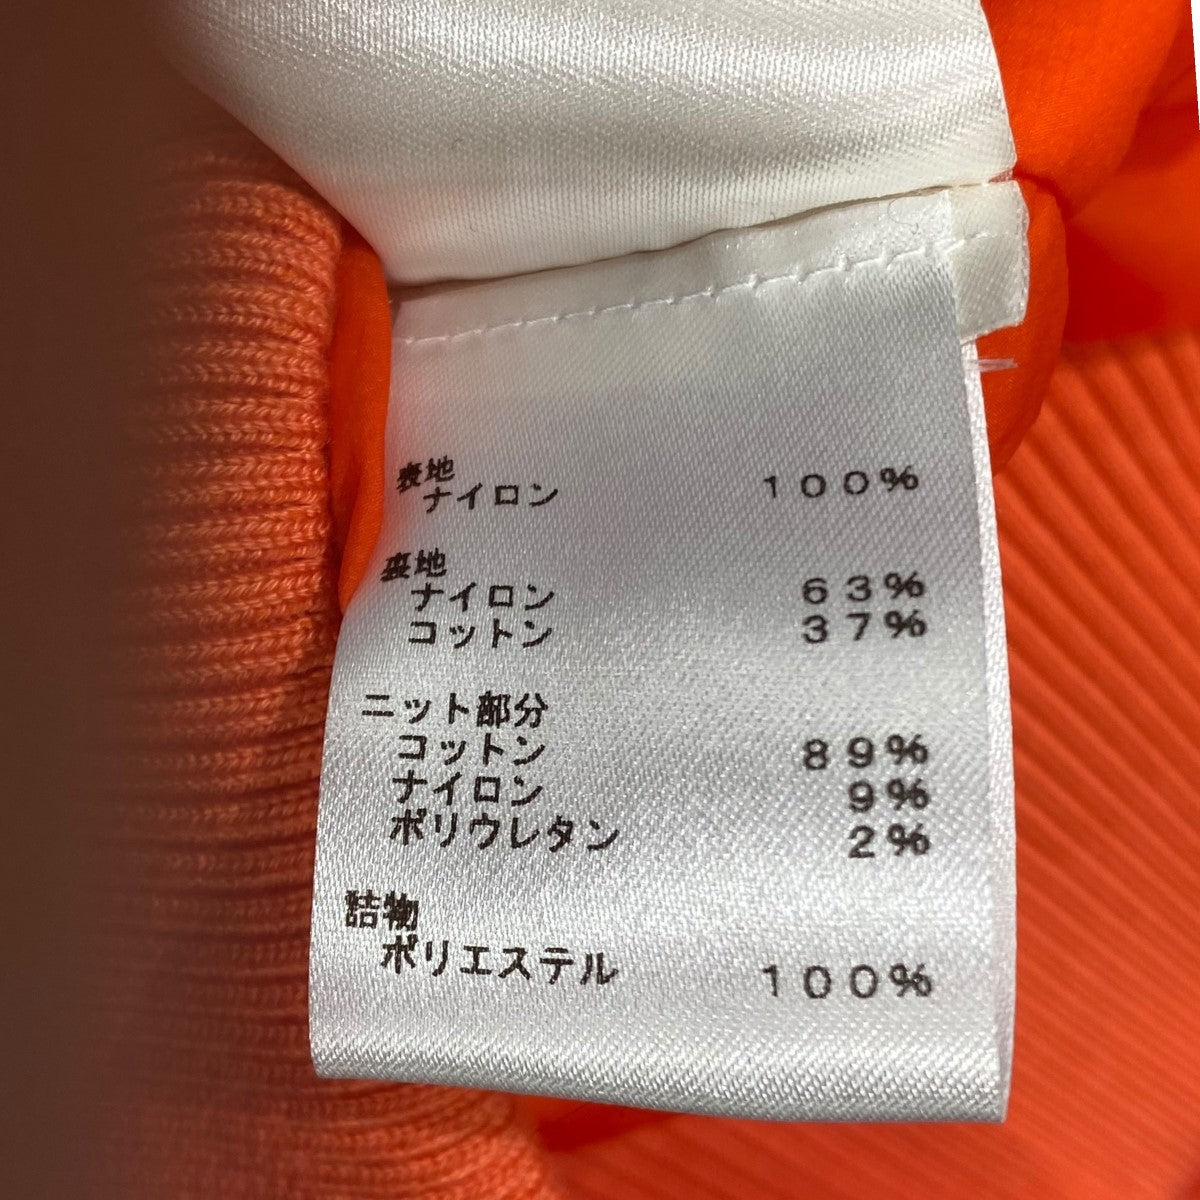 表地
ナイロン 100%
裏地
ナイロン 63%
コットン 37%
ニット部分
コットン 89%
ナイロン 9%
ポリウレタン 2%
詰物
ポリエステル 100%